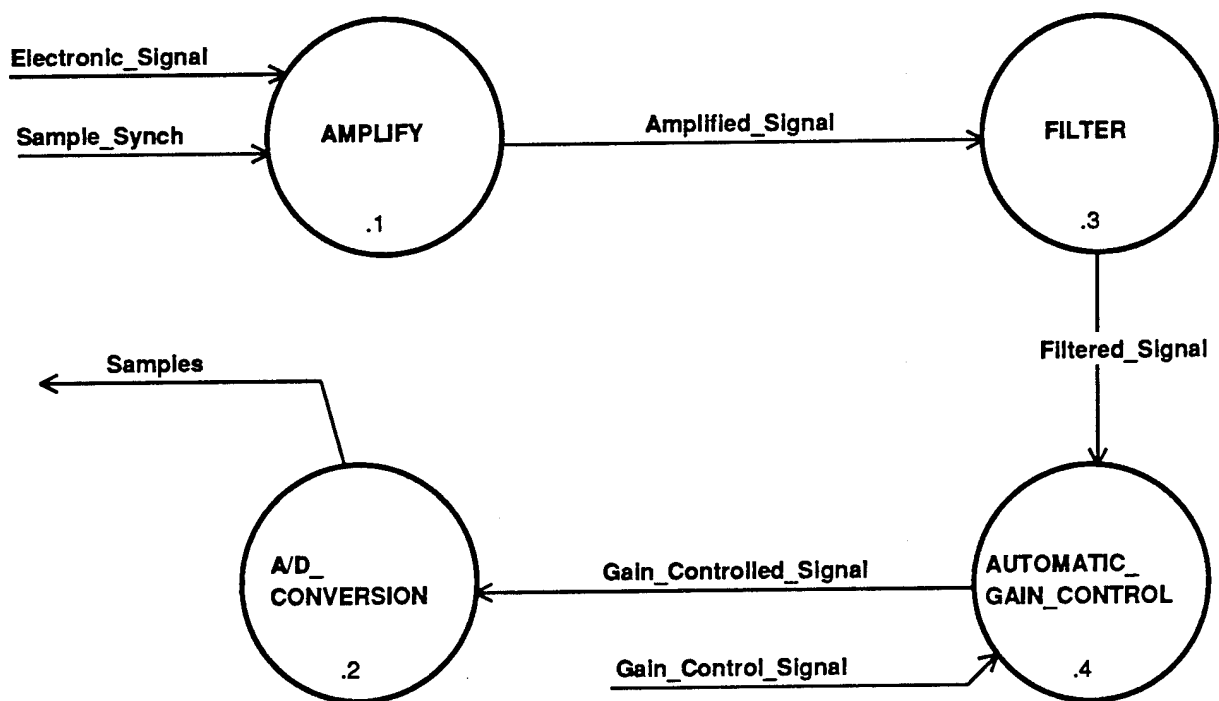 Electronic_Signal
Sample_Synch
AMPLIFY
.1
Amplified_Signal
FILTER
.3
Filtered_Signal
Samples
A/D_
CONVERSION
.2
Gain_Controlled_Signal
Gain_Control_Signal
AUTOMATIC_
GAIN_CONTROL
.4